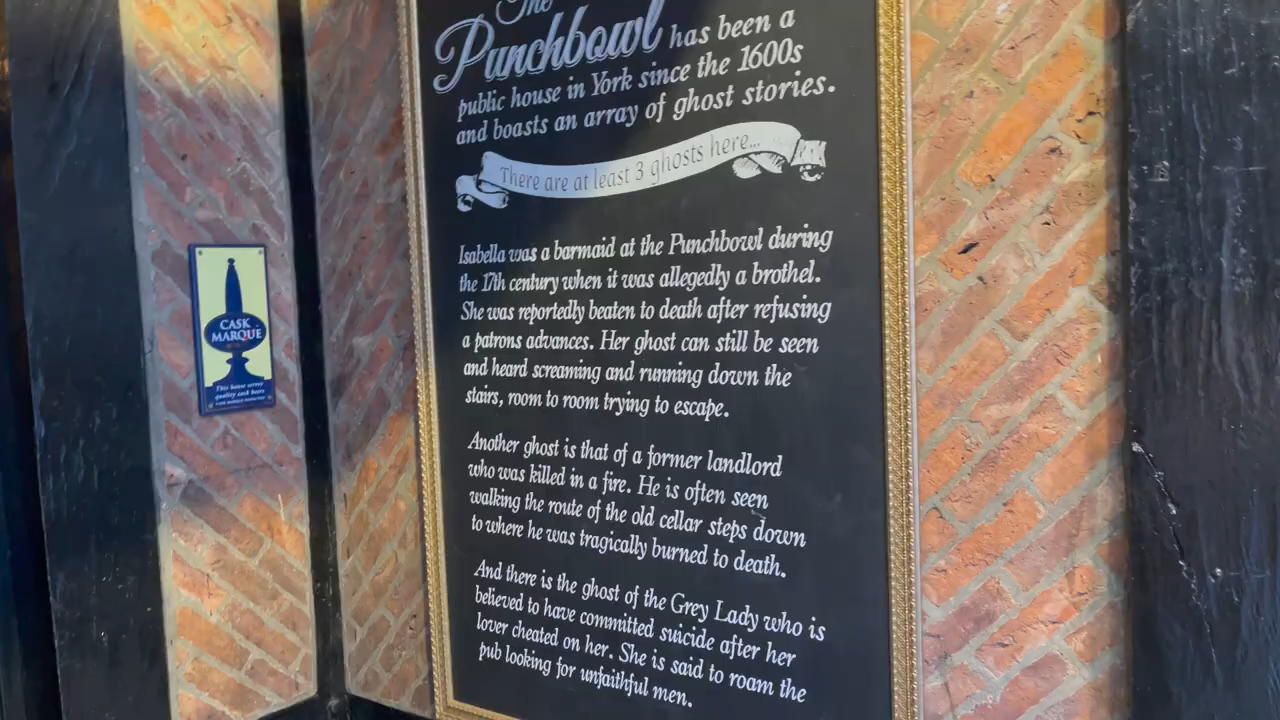 The
Punchbowl has been a
public house in York since the 1600s
and boasts an array of ghost stories.
There are at least 3 ghosts here...
Isabella was a barmaid at the Punchbowl during
the 17th century when it was allegedly a brothel.
She was reportedly beaten to death after refusing
a patrons advances. Her ghost can still be seen
and heard screaming and running down the
stairs, room to room trying to escape.
Another ghost is that of a former landlord
who was killed in a fire. He is often seen
walking the route of the old cellar steps down
to where he was tragically burned to death.
And there is the ghost of the Grey Lady who is
believed to have committed suicide after her
lover cheated on her. She is said to roam the
pub looking for unfaithful men.
CASK
MARQUE
This house serves
quality cask beers